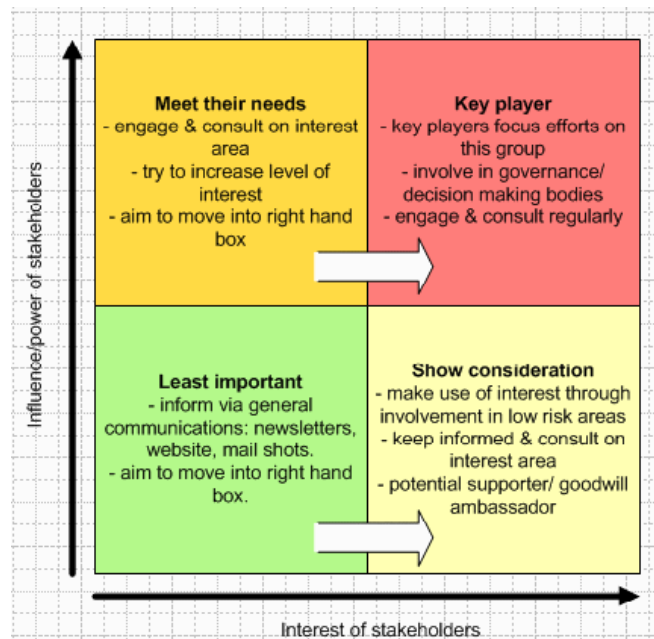 Influence/power of stakeholders
Meet their needs
- engage & consult on interest
area
- try to increase level of
interest
- aim to move into right hand
box
Key player
- key players focus efforts on
this group
- involve in governance/
decision making bodies
- engage & consult regularly
Least important
- inform via general
communications: newsletters,
website, mail shots.
- aim to move into right hand
box.
Show consideration
- make use of interest through
involvement in low risk areas
- keep informed & consult on
interest area
- potential supporter/ goodwill
ambassador
Interest of stakeholders